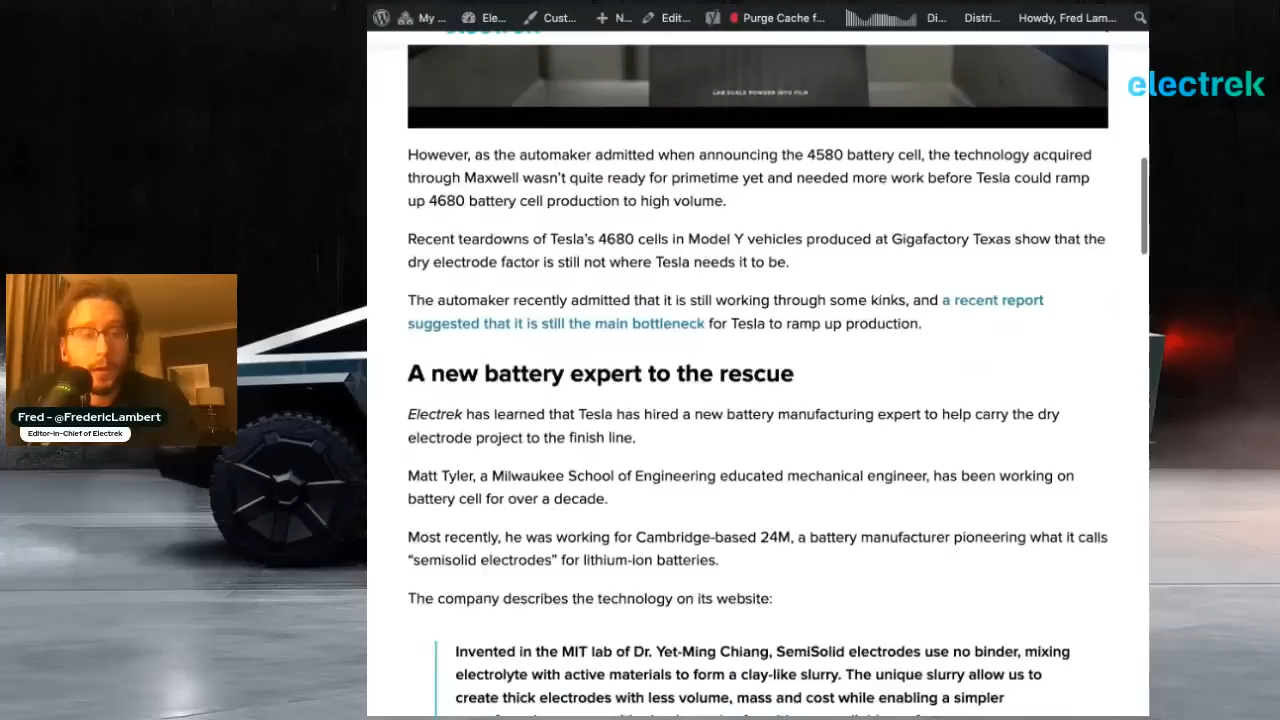 My ...
Ele...
Cust...
N...
Edit...
Purge Cache f...
Di...
Distri...
Howdy, Fred Lam...
electrek
LAB SCALE POWDER INTO FILM
However, as the automaker admitted when announcing the 4580 battery cell, the technology acquired
through Maxwell wasn't quite ready for primetime yet and needed more work before Tesla could ramp
up 4680 battery cell production to high volume.
Recent teardowns of Tesla's 4680 cells in Model Y vehicles produced at Gigafactory Texas show that the
dry electrode factor is still not where Tesla needs it to be.
The automaker recently admitted that it is still working through some kinks, and a recent report
suggested that it is still the main bottleneck for Tesla to ramp up production.
A new battery expert to the rescue
Electrek has learned that Tesla has hired a new battery manufacturing expert to help carry the dry
electrode project to the finish line.
Matt Tyler, a Milwaukee School of Engineering educated mechanical engineer, has been working on
battery cell for over a decade.
Most recently, he was working for Cambridge-based 24M, a battery manufacturer pioneering what it calls
“semisolid electrodes” for lithium-ion batteries.
The company describes the technology on its website:
Invented in the MIT lab of Dr. Yet-Ming Chiang, SemiSolid electrodes use no binder, mixing
electrolyte with active materials to form a clay-like slurry. The unique slurry allow us to
create thick electrodes with less volume, mass and cost while enabling a simpler
Fred - @FredericLambert
Editor-in-Chief of Electrek